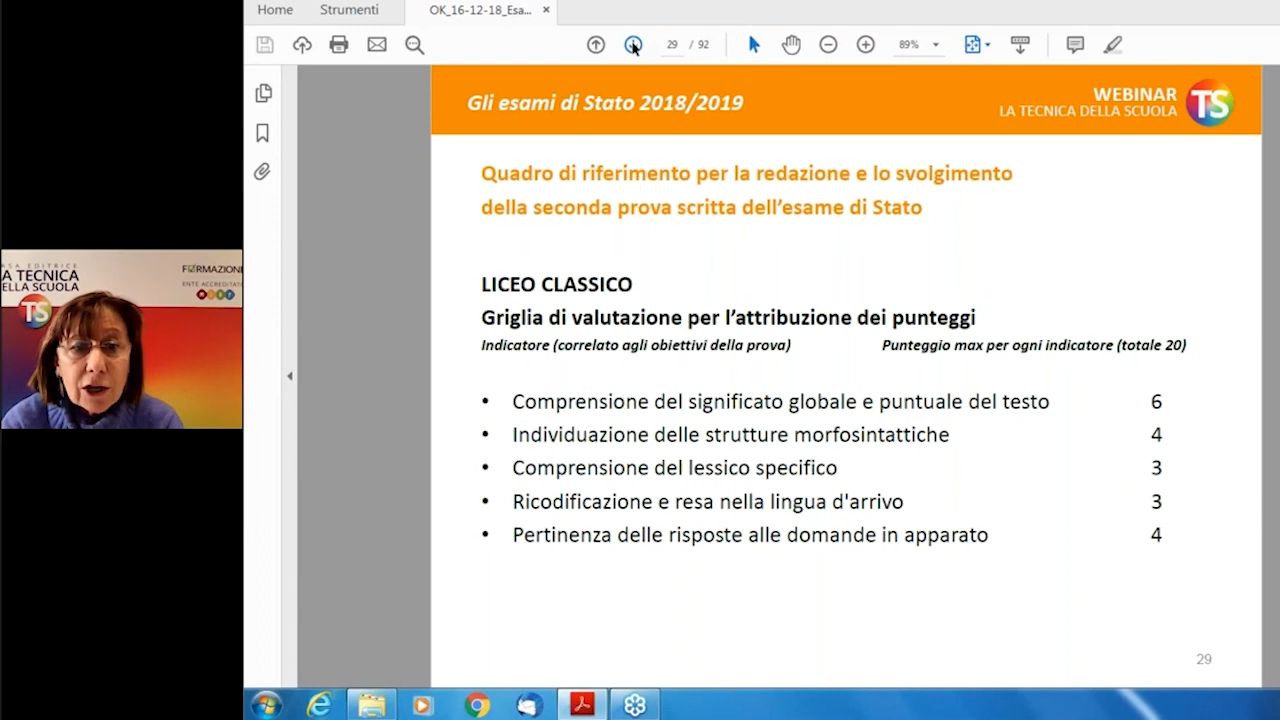 Home Strumenti OK_16-12-18_Esa... ×
29 / 92 89%
Gli esami di Stato 2018/2019
WEBINAR
LA TECNICA DELLA SCUOLA
TS
Quadro di riferimento per la redazione e lo svolgimento
della seconda prova scritta dell'esame di Stato
LICEO CLASSICO
Griglia di valutazione per l'attribuzione dei punteggi
Indicatore (correlato agli obiettivi della prova) Punteggio max per ogni indicatore (totale 20)
• Comprensione del significato globale e puntuale del testo 6
• Individuazione delle strutture morfosintattiche 4
• Comprensione del lessico specifico 3
• Ricodificazione e resa nella lingua d'arrivo 3
• Pertinenza delle risposte alle domande in apparato 4
29
ASA EDITRICE
A TECNICA
ELLA SCUOLA
TS
FORMAZIONE
ENTE ACCREDITAT